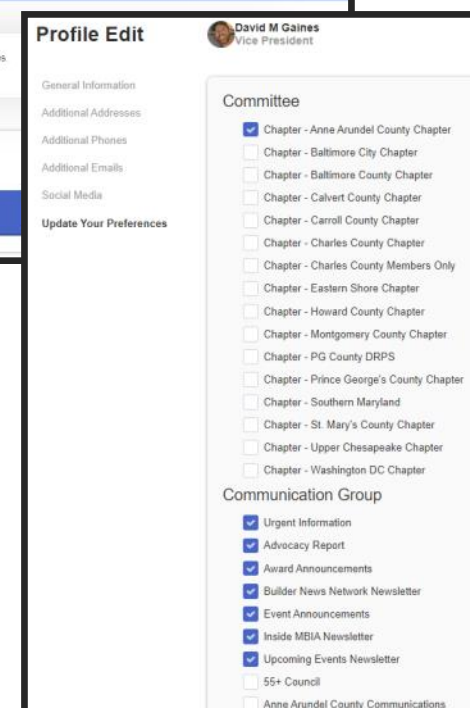 Profile Edit
David M Gaines
Vice President
General Information
Additional Addresses
Additional Phones
Additional Emails
Social Media
Update Your Preferences
Committee
Chapter - Anne Arundel County Chapter
Chapter - Baltimore City Chapter
Chapter - Baltimore County Chapter
Chapter - Calvert County Chapter
Chapter - Carroll County Chapter
Chapter - Charles County Chapter
Chapter - Charles County Members Only
Chapter - Eastern Shore Chapter
Chapter - Howard County Chapter
Chapter - Montgomery County Chapter
Chapter - PG County DRPS
Chapter - Prince George's County Chapter
Chapter - Southern Maryland
Chapter - St. Mary's County Chapter
Chapter - Upper Chesapeake Chapter
Chapter - Washington DC Chapter
Communication Group
Urgent Information
Advocacy Report
Award Announcements
Builder News Network Newsletter
Event Announcements
Inside MBIA Newsletter
Upcoming Events Newsletter
55+ Council
Anne Arundel County Communications